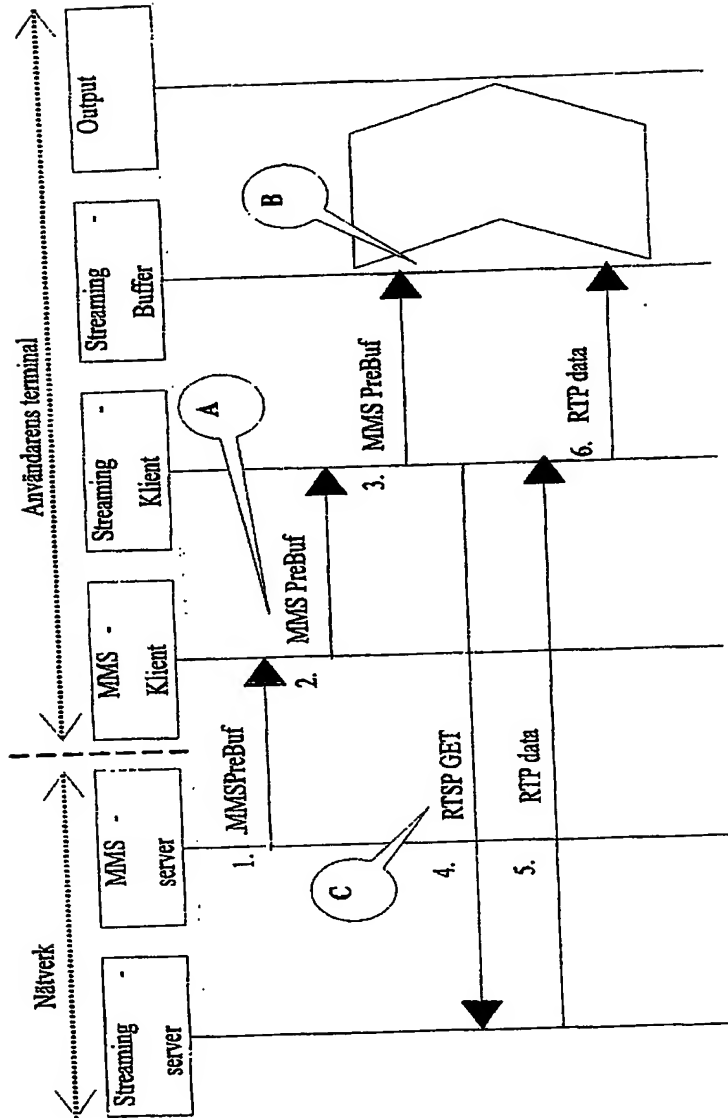 Nätverk
Användarens terminal
Streaming -
server
MMS -
server
MMS -
Klient
Streaming -
Klient
Streaming -
Buffer
Output
1.
MMSPreBuf
2.
MMS PreBuf
A
3.
MMS PreBuf
B
C
4.
RTSP GET
5.
RTP data
6.
RTP data